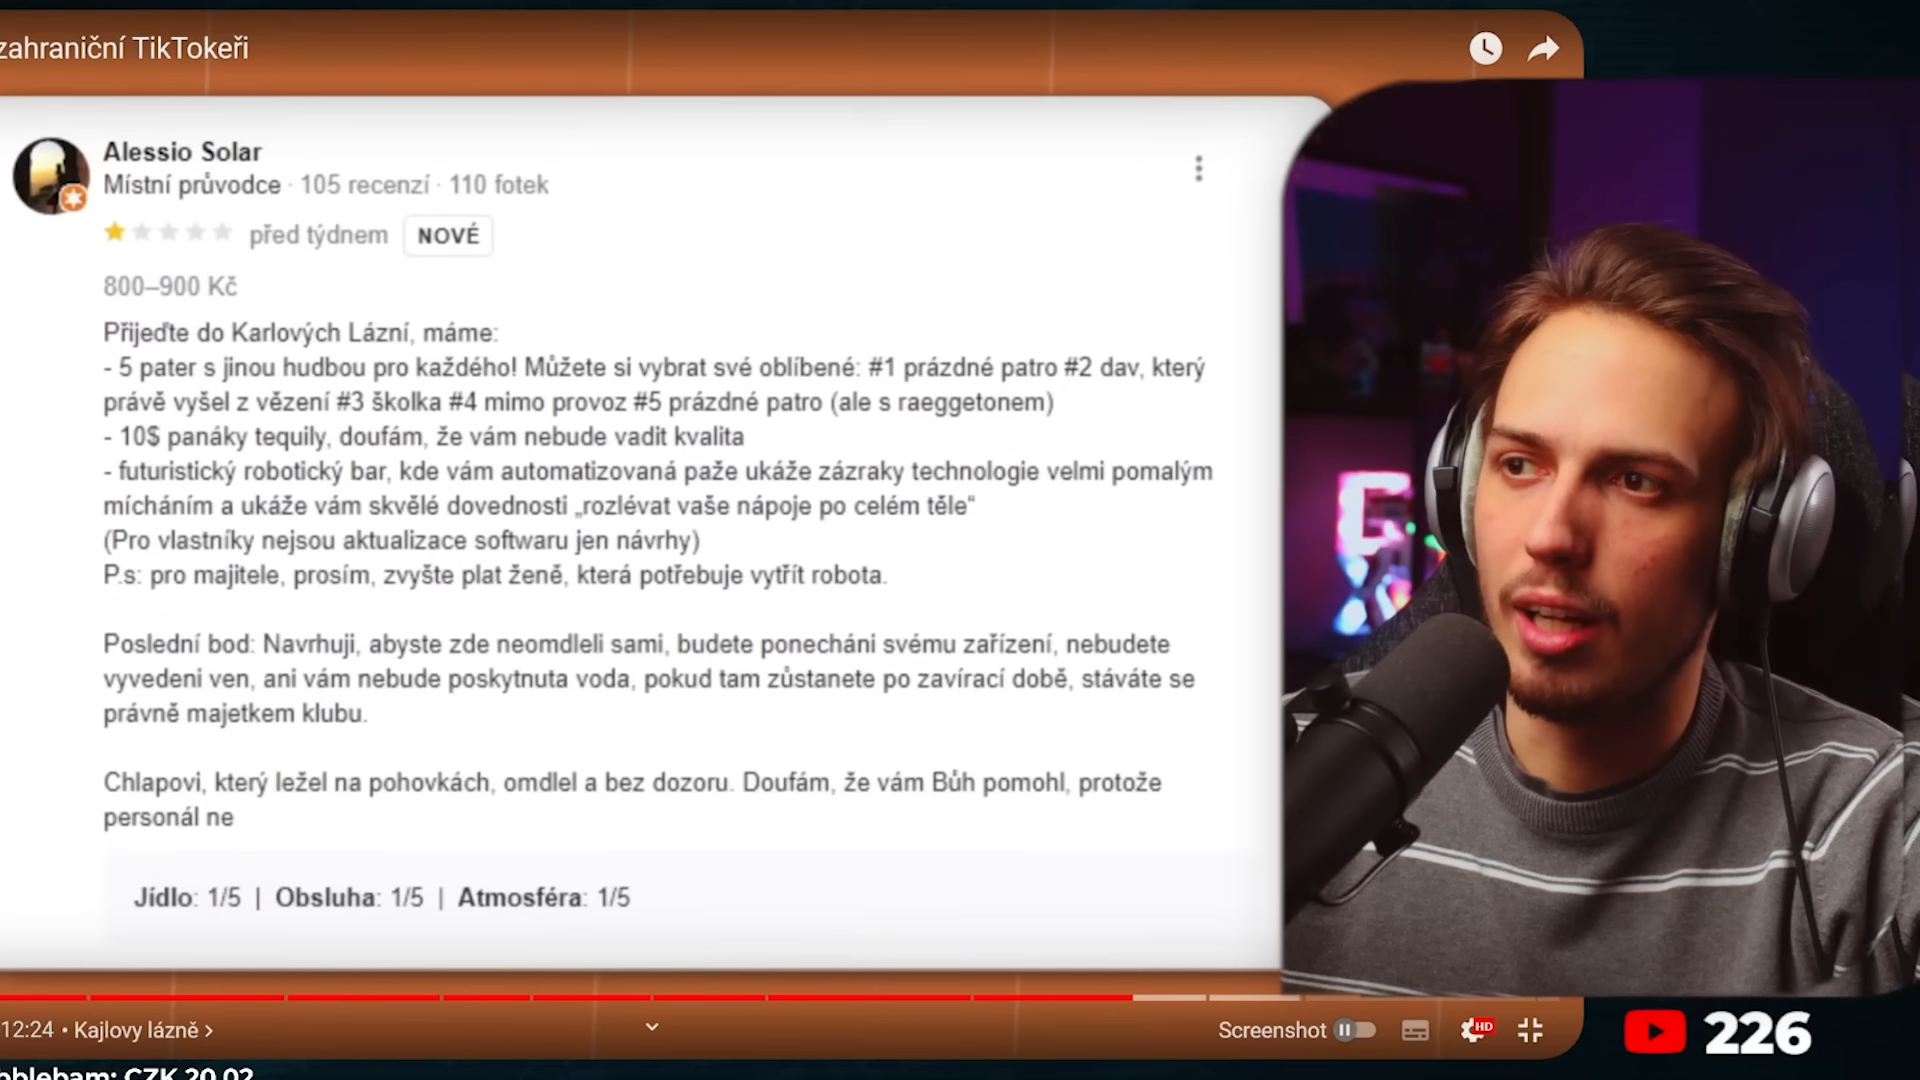 zahraniční TikTokeři
Alessio Solar
Místní průvodce · 105 recenzí · 110 fotek
před týdnem NOVÉ
800–900 Kč
Přijeďte do Karlových Lázní, máme:
- 5 pater s jinou hudbou pro každého! Můžete si vybrat své oblíbené: #1 prázdné patro #2 dav, který
právě vyšel z vězení #3 školka #4 mimo provoz #5 prázdné patro (ale s raeggetonem)
- 10$ panáky tequily, doufám, že vám nebude vadit kvalita
- futuristický robotický bar, kde vám automatizovaná paže ukáže zázraky technologie velmi pomalým
mícháním a ukáže vám skvělé dovednosti „rozlévat vaše nápoje po celém těle“
(Pro vlastníky nejsou aktualizace softwaru jen návrhy)
P.s: pro majitele, prosím, zvyšte plat ženě, která potřebuje vytřít robota.
Poslední bod: Navrhuji, abyste zde neomdleli sami, budete ponecháni svému zařízení, nebudete
vyvedeni ven, ani vám nebude poskytnuta voda, pokud tam zůstanete po zavírací době, stáváte se
právně majetkem klubu.
Chlapovi, který ležel na pohovkách, omdlel a bez dozoru. Doufám, že vám Bůh pomohl, protože
personál ne
Jídlo: 1/5 | Obsluha: 1/5 | Atmosféra: 1/5
12:24 • Kajlovy lázně ›
Screenshot
HD
226
CZK 20.02